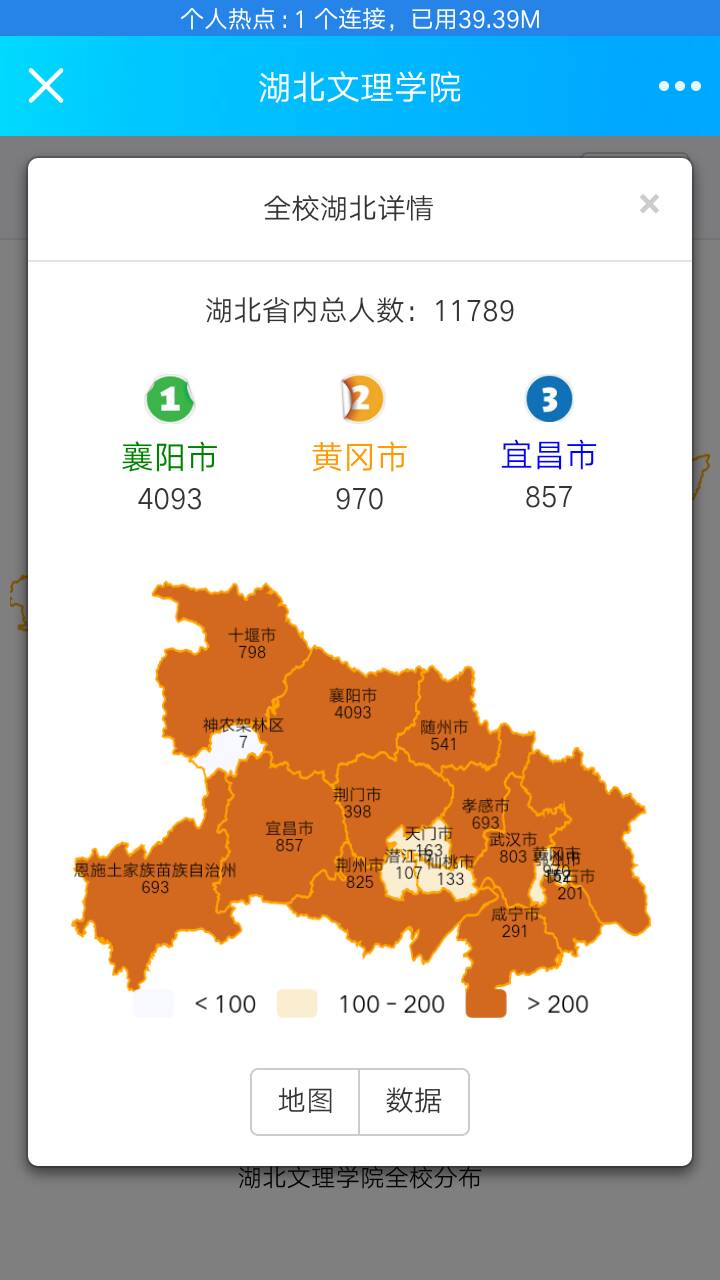 个人热点 : 1 个连接，已用39.39M
湖北文理学院
全校湖北详情
×
湖北省内总人数：11789
1
2
3
襄阳市
黄冈市
宜昌市
4093
970
857
十堰市
798
襄阳市
4093
神农架林区
7
随州市
541
荆门市
398
孝感市
693
宜昌市
857
天门市
163
武汉市
803
黄冈市
潜江市
107
仙桃市
133
荆州市
825
恩施土家族苗族自治州
693
黄石市
201
咸宁市
291
< 100
100 - 200
> 200
地图
数据
湖北文理学院全校分布